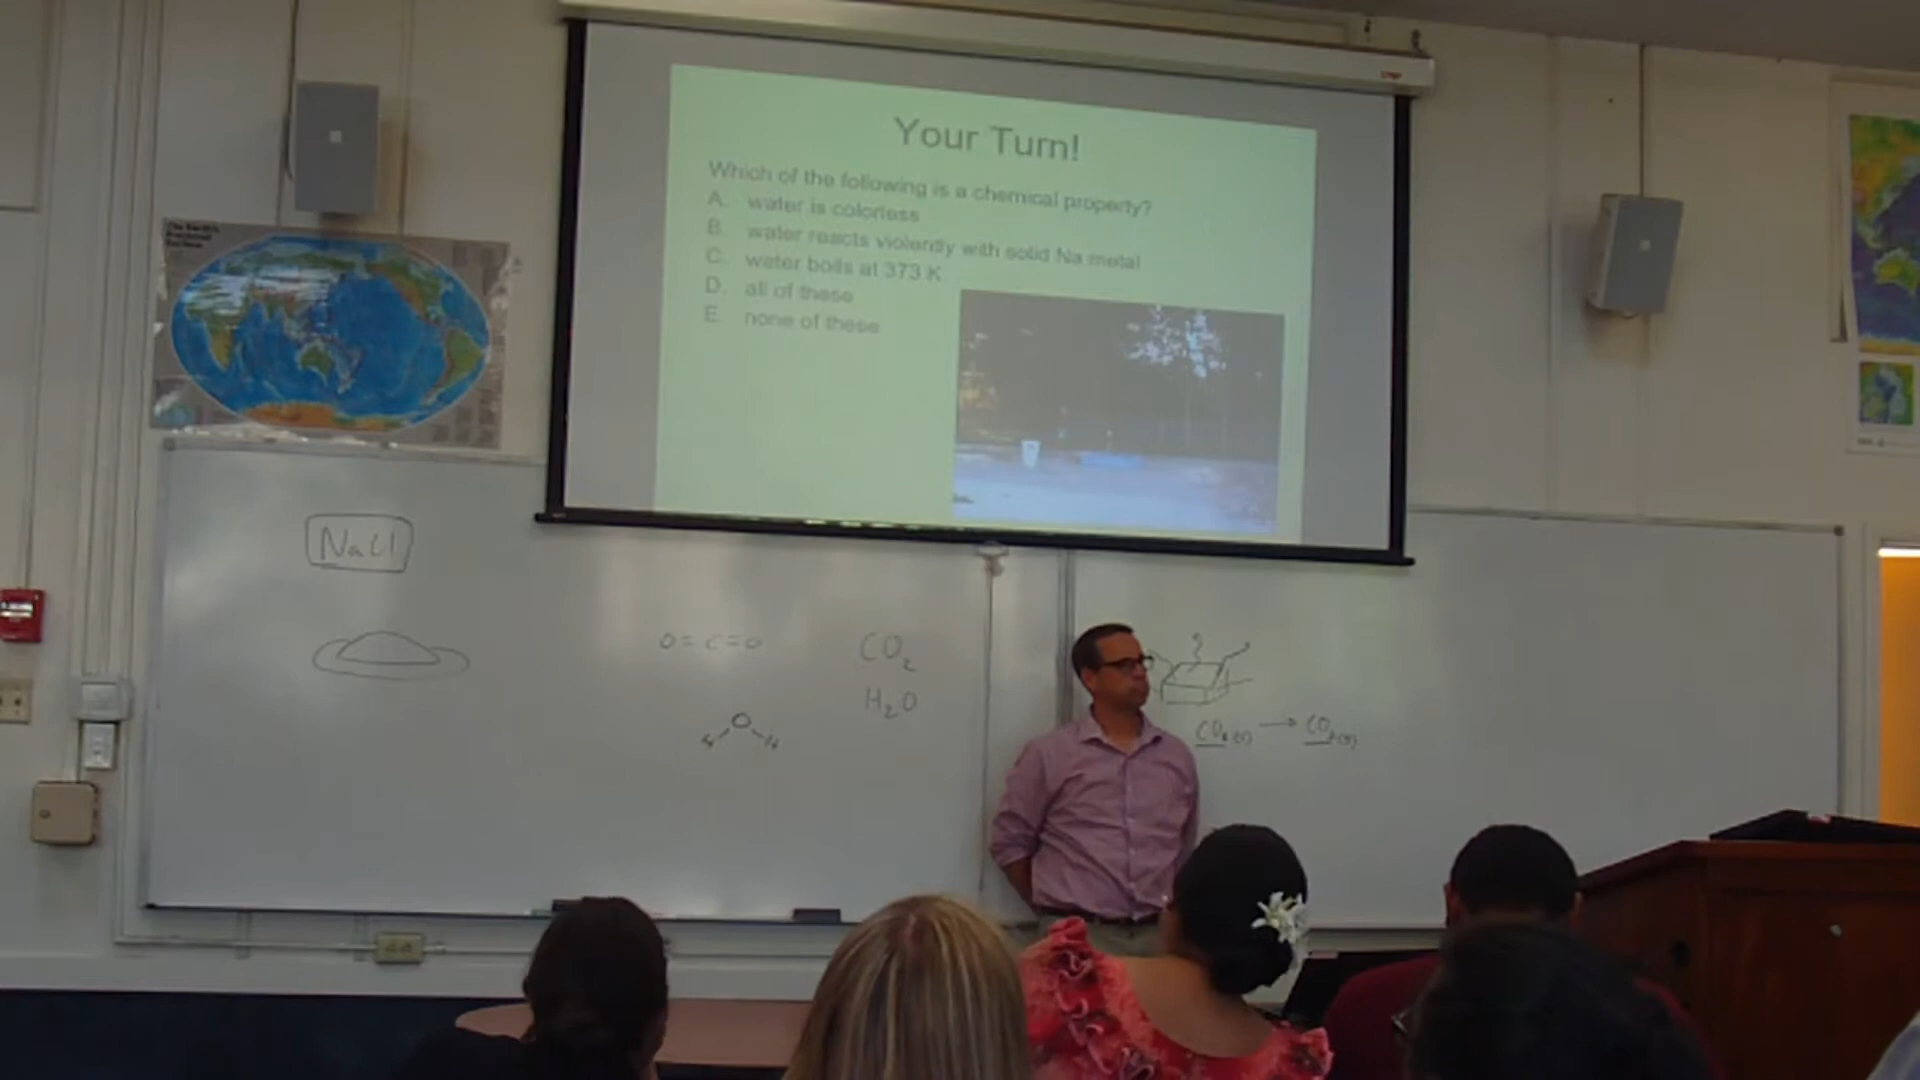 Your Turn!
Which of the following is a chemical property?
A. water is colorless
B. water reacts violently with solid Na metal
C. water boils at 373 K
D. all of these
E. none of these
NaCl
O=C=O
CO2
H2O
O
H H